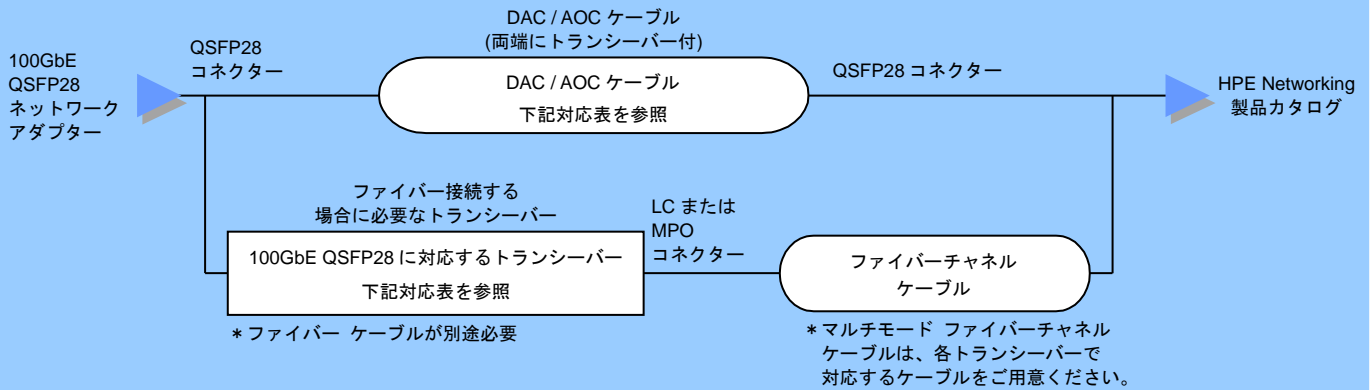 100GbE
QSFP28
ネットワーク
アダプター
QSFP28
コネクター
DAC / AOC ケーブル
(両端にトランシーバー付)
DAC / AOC ケーブル
下記対応表を参照
QSFP28 コネクター
HPE Networking
製品カタログ
ファイバー接続する
場合に必要なトランシーバー
100GbE QSFP28 に対応するトランシーバー
下記対応表を参照
＊ファイバー ケーブルが別途必要
LC または
MPO
コネクター
ファイバーチャネル
ケーブル
＊マルチモード ファイバーチャネル
ケーブルは、各トランシーバーで
対応するケーブルをご用意ください。